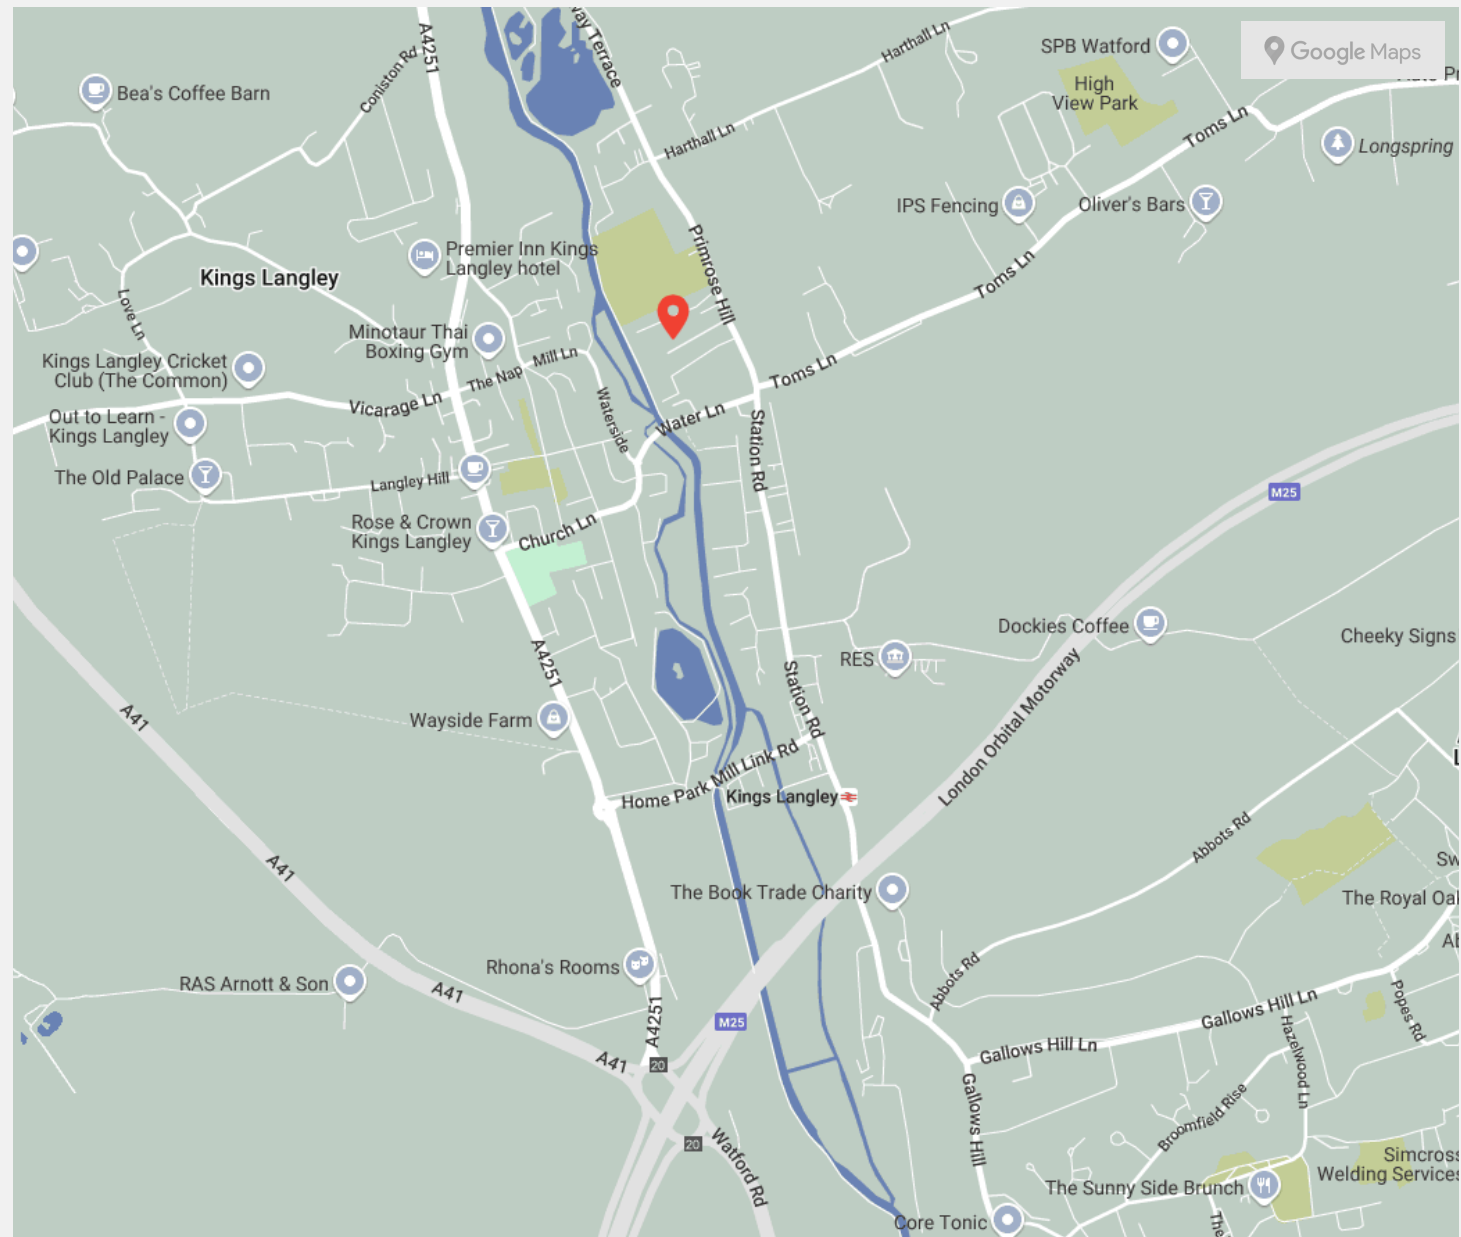 A4251
Coniston Rd
way Terrace
Harthall Ln
SPB Watford
Google Maps
Bea's Coffee Barn
High
View Park
Toms Ln
Harthall Ln
Longspring
IPS Fencing
Oliver's Bars
Premier Inn Kings
Langley hotel
Primrose Hill
Kings Langley
Toms Ln
Love Ln
Minotaur Thai
Boxing Gym
Mill Ln
The Nap
Kings Langley Cricket
Club (The Common)
Toms Ln
Vicarage Ln
Waterside
Water Ln
Station Rd
Out to Learn -
Kings Langley
The Old Palace
Langley Hill
M25
Rose & Crown
Kings Langley
Church Ln
Dockies Coffee
Cheeky Signs
A4251
RES
Station Rd
London Orbital Motorway
A41
Wayside Farm
Home Park Mill Link Rd
Kings Langley
Abbots Rd
A41
The Book Trade Charity
The Royal Oak
Rhona's Rooms
RAS Arnott & Son
A41
Abbots Rd
A4251
M25
Gallows Hill Ln
Popes Rd
Gallows Hill Ln
Hazelwood Ln
A41
20
Gallows Hill
Broomfield Rise
20
Watford Rd
Simcross
Welding Services
The Sunny Side Brunch
Core Tonic
The